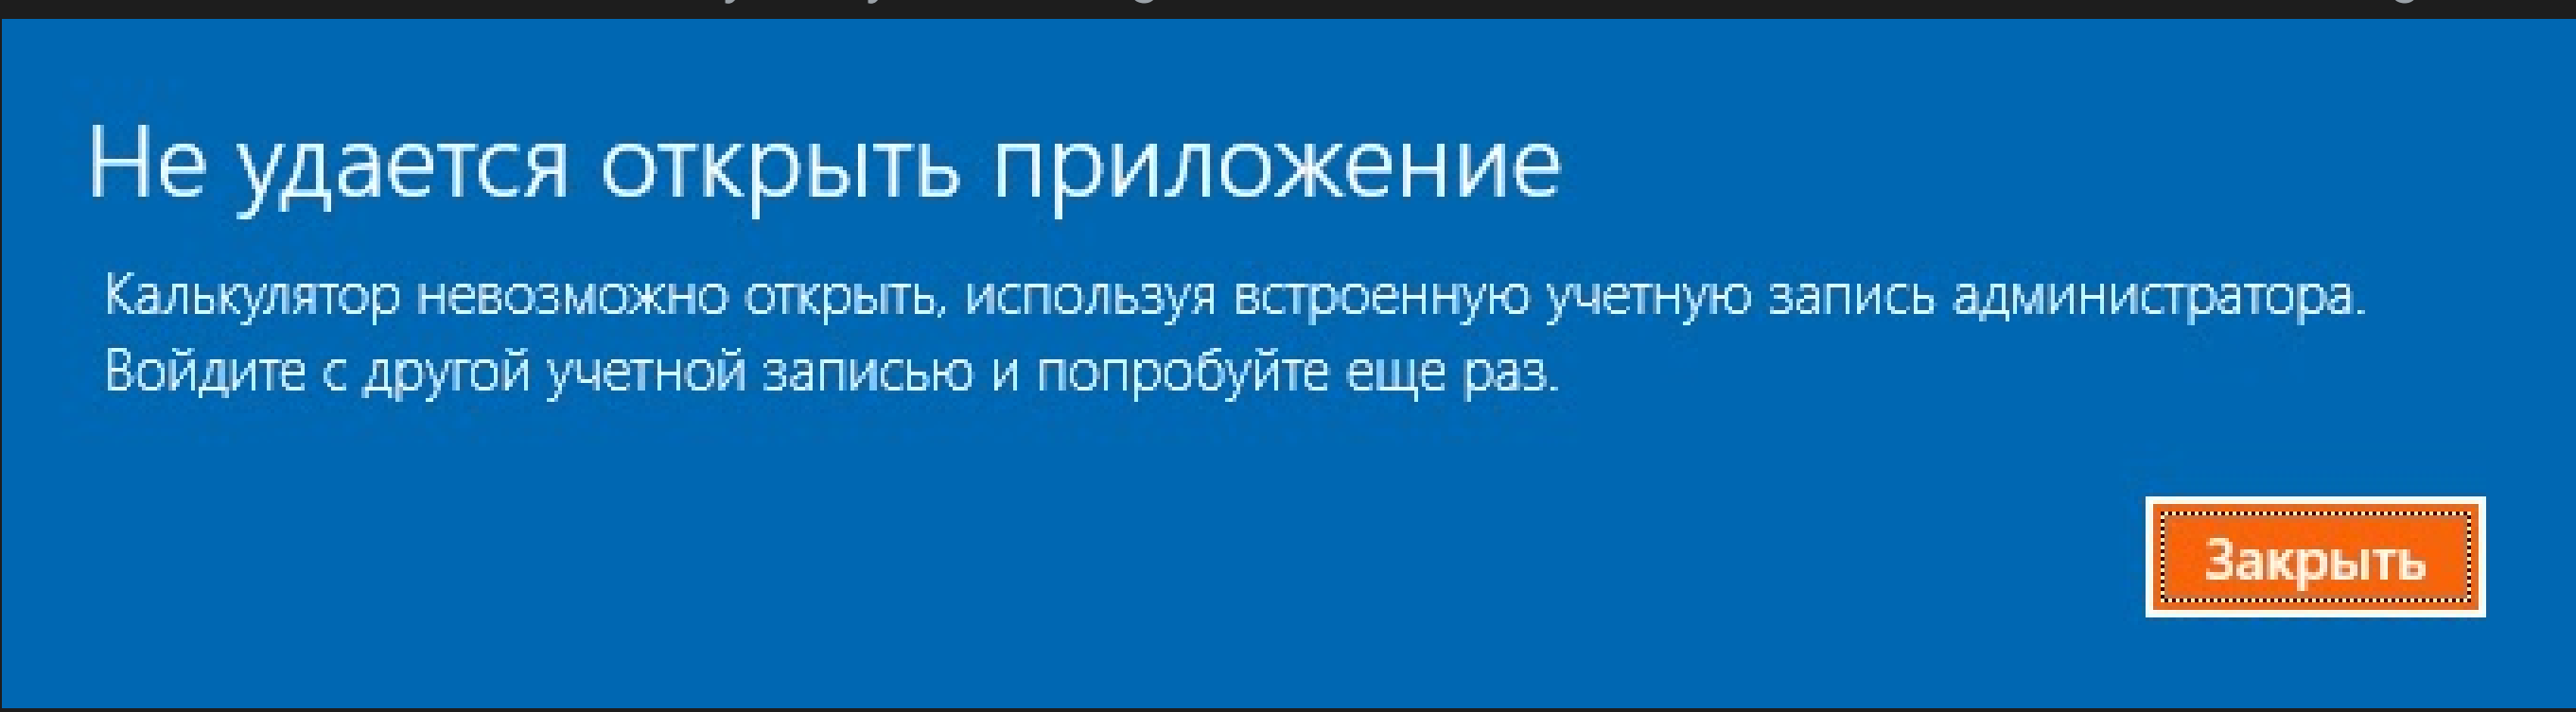 Не удается открыть приложение
Калькулятор невозможно открыть, используя встроенную учетную запись администратора.
Войдите с другой учетной записью и попробуйте еще раз.
Закрыть